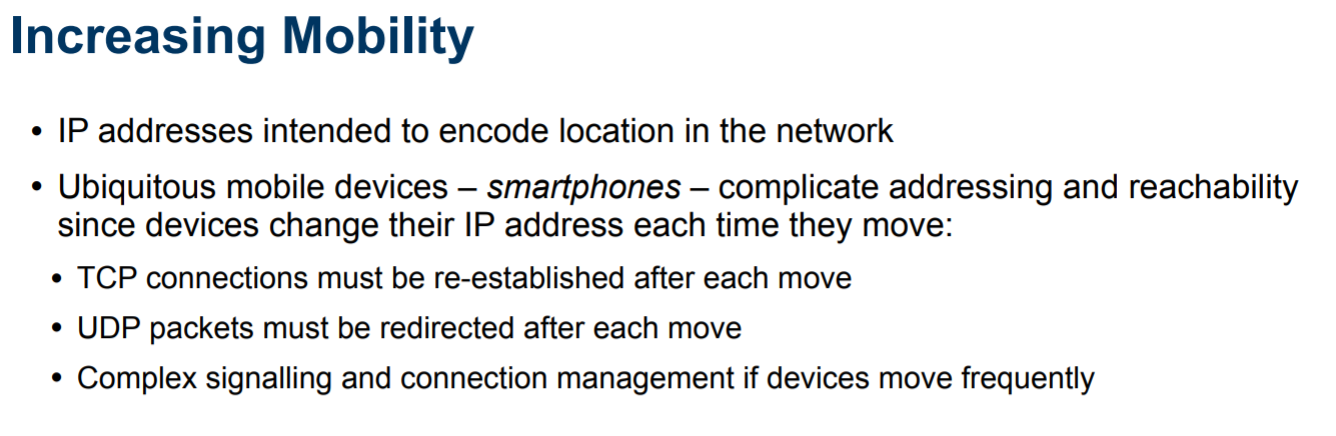 Increasing Mobility
• IP addresses intended to encode location in the network
• Ubiquitous mobile devices – smartphones – complicate addressing and reachability
since devices change their IP address each time they move:
• TCP connections must be re-established after each move
• UDP packets must be redirected after each move
• Complex signalling and connection management if devices move frequently